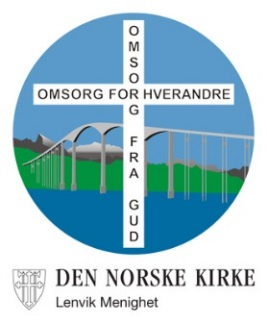 OMSORG FRA GUD
OMSORG FOR HVERANDRE
DEN NORSKE KIRKE
Lenvik Menighet